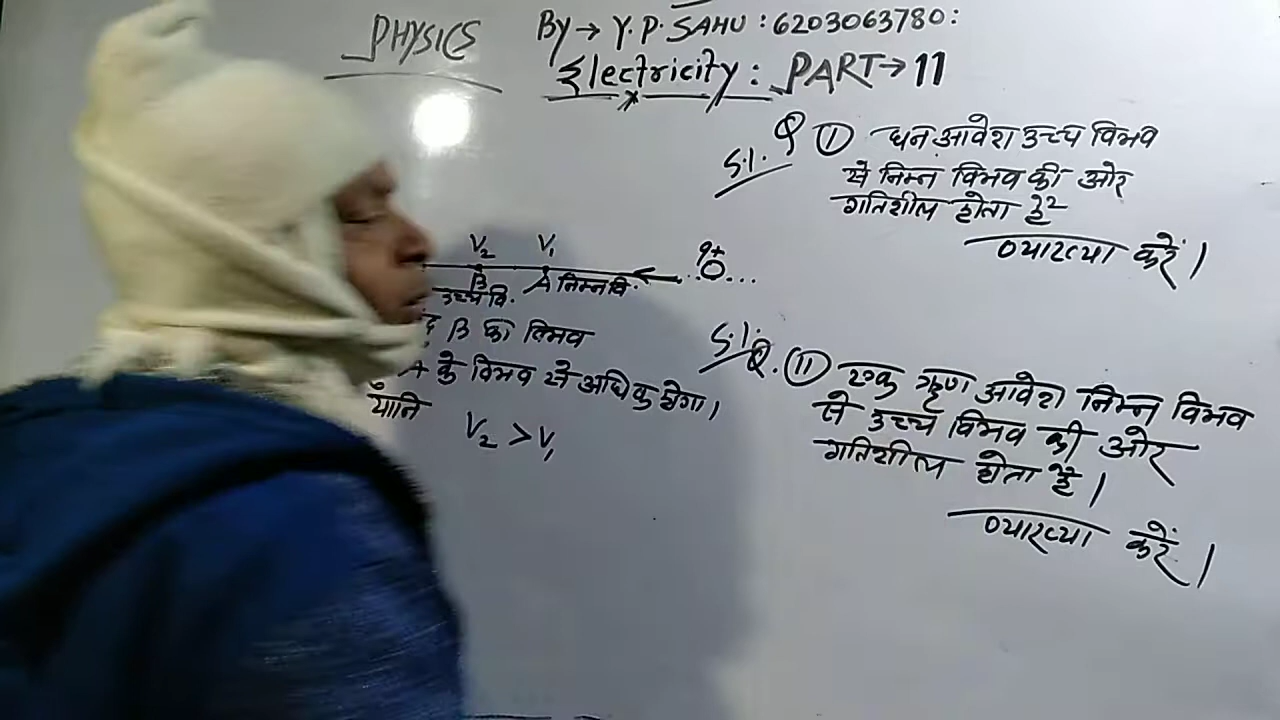 PHYSICS By → Y.P. SAHU : 6203063780:
Electricity: PART → 11
S.I. Q ① धन आवेश उच्च विभव
से निम्न विभव की ओर
गतिशील होता है
व्याख्या करें।
V₂ V₁ q+
B A निम्न वि.
उच्च वि.
B का विभव
A के विभव से अधिक होगा।
यानि
V₂ > V₁
S.I. Q. ⑪ एक ऋण आवेश निम्न विभव
से उच्च विभव की ओर
गतिशील होता है।
व्याख्या करें।